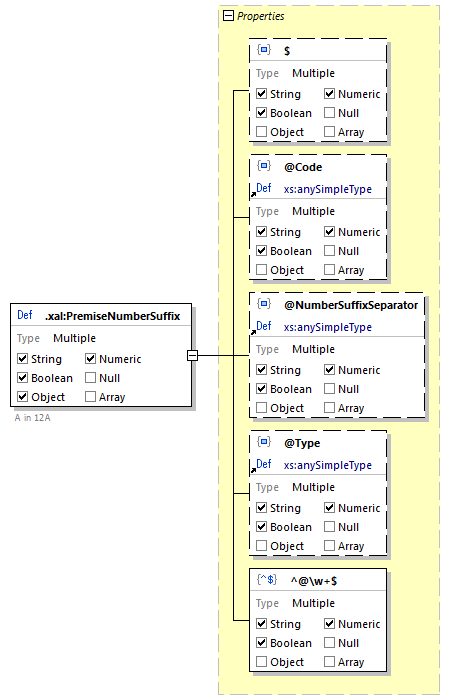 Properties
{} $
Type Multiple
String Numeric
Boolean Null
Object Array
{} @Code
Def xs:anySimpleType
Type Multiple
String Numeric
Boolean Null
Object Array
{} @NumberSuffixSeparator
Def xs:anySimpleType
Type Multiple
String Numeric
Boolean Null
Object Array
Def .xal:PremiseNumberSuffix
Type Multiple
String Numeric
Boolean Null
Object Array
A in 12A
{} @Type
Def xs:anySimpleType
Type Multiple
String Numeric
Boolean Null
Object Array
{^$} ^@\w+$
Type Multiple
String Numeric
Boolean Null
Object Array